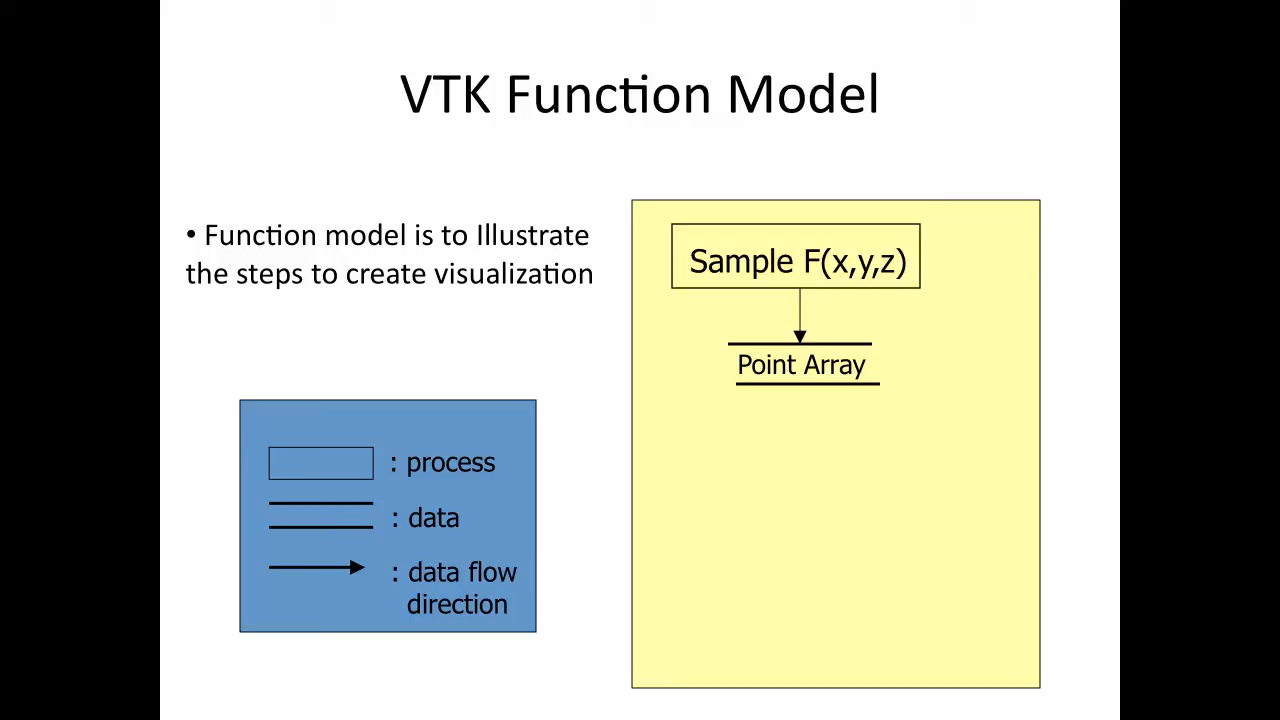 VTK Function Model
• Function model is to Illustrate
the steps to create visualization
Sample F(x,y,z)
Point Array
: process
: data
: data flow
direction